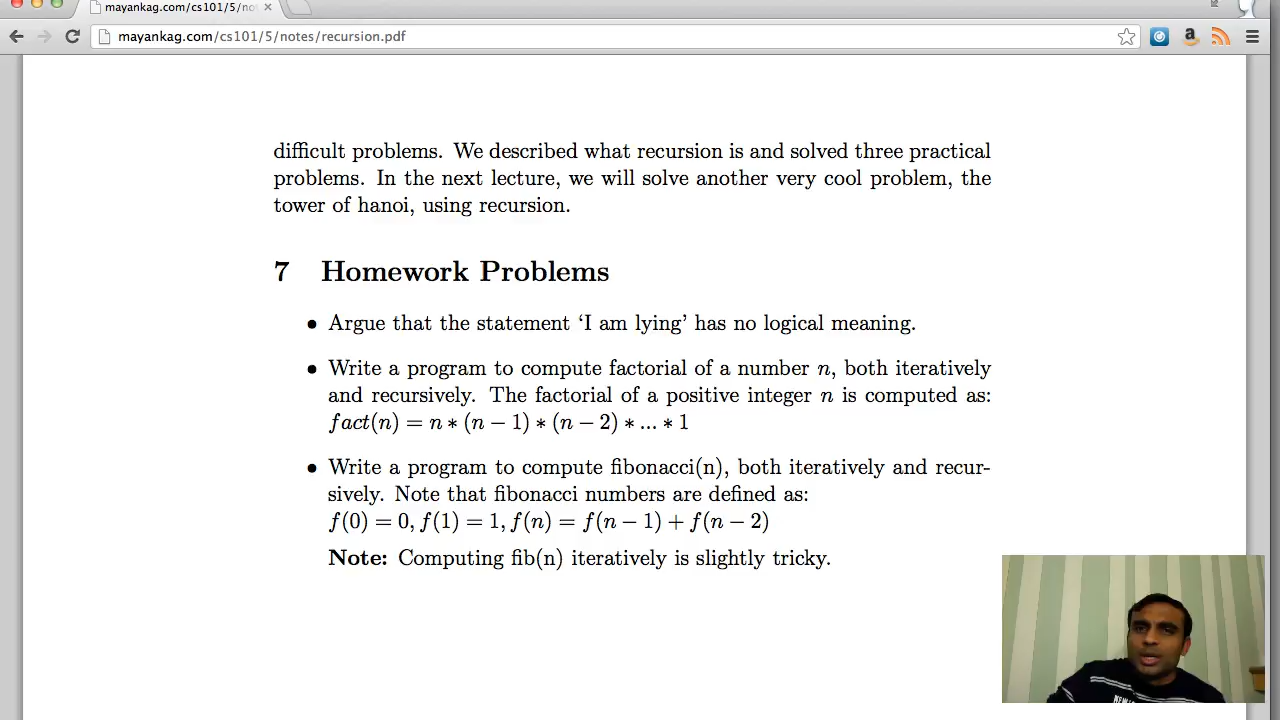 mayankag.com/cs101/5/no
mayankag.com/cs101/5/notes/recursion.pdf
difficult problems. We described what recursion is and solved three practical
problems. In the next lecture, we will solve another very cool problem, the
tower of hanoi, using recursion.
7 Homework Problems
• Argue that the statement ‘I am lying’ has no logical meaning.
• Write a program to compute factorial of a number n, both iteratively
and recursively. The factorial of a positive integer n is computed as:
fact(n) = n ∗ (n − 1) ∗ (n − 2) ∗ ... ∗ 1
• Write a program to compute fibonacci(n), both iteratively and recur-
sively. Note that fibonacci numbers are defined as:
f(0) = 0, f(1) = 1, f(n) = f(n − 1) + f(n − 2)
Note: Computing fib(n) iteratively is slightly tricky.